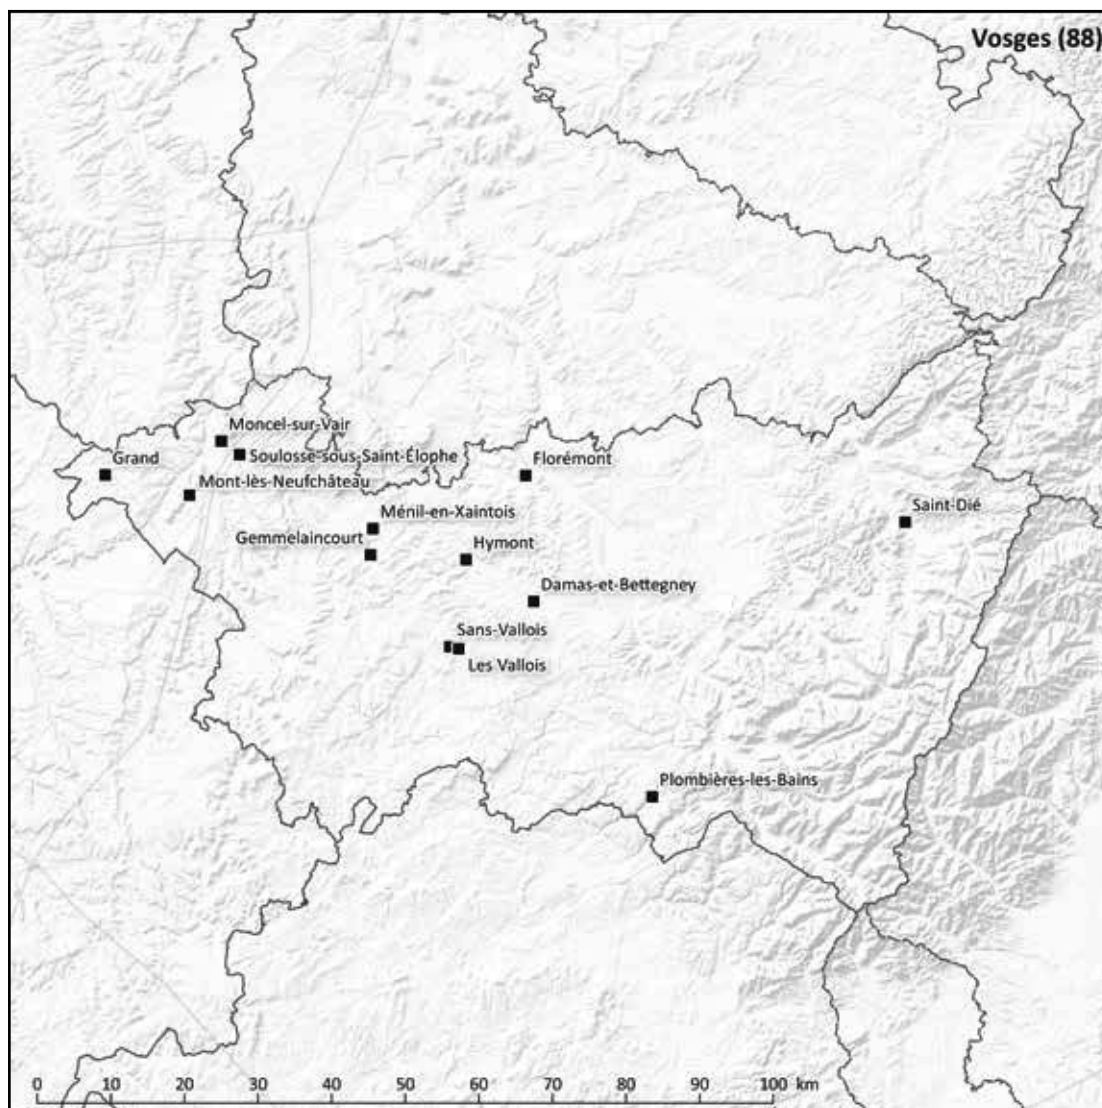 Vosges (88)
Moncel-sur-Vair
Soulosse-sous-Saint-Élophe
Grand
Florémont
Mont-lès-Neufchâteau
Saint-Dié
Ménil-en-Xaintois
Gemmelaincourt
Hymont
Damas-et-Bettegney
Sans-Vallois
Les Vallois
Plombières-les-Bains
0 10 20 30 40 50 60 70 80 90 100 km